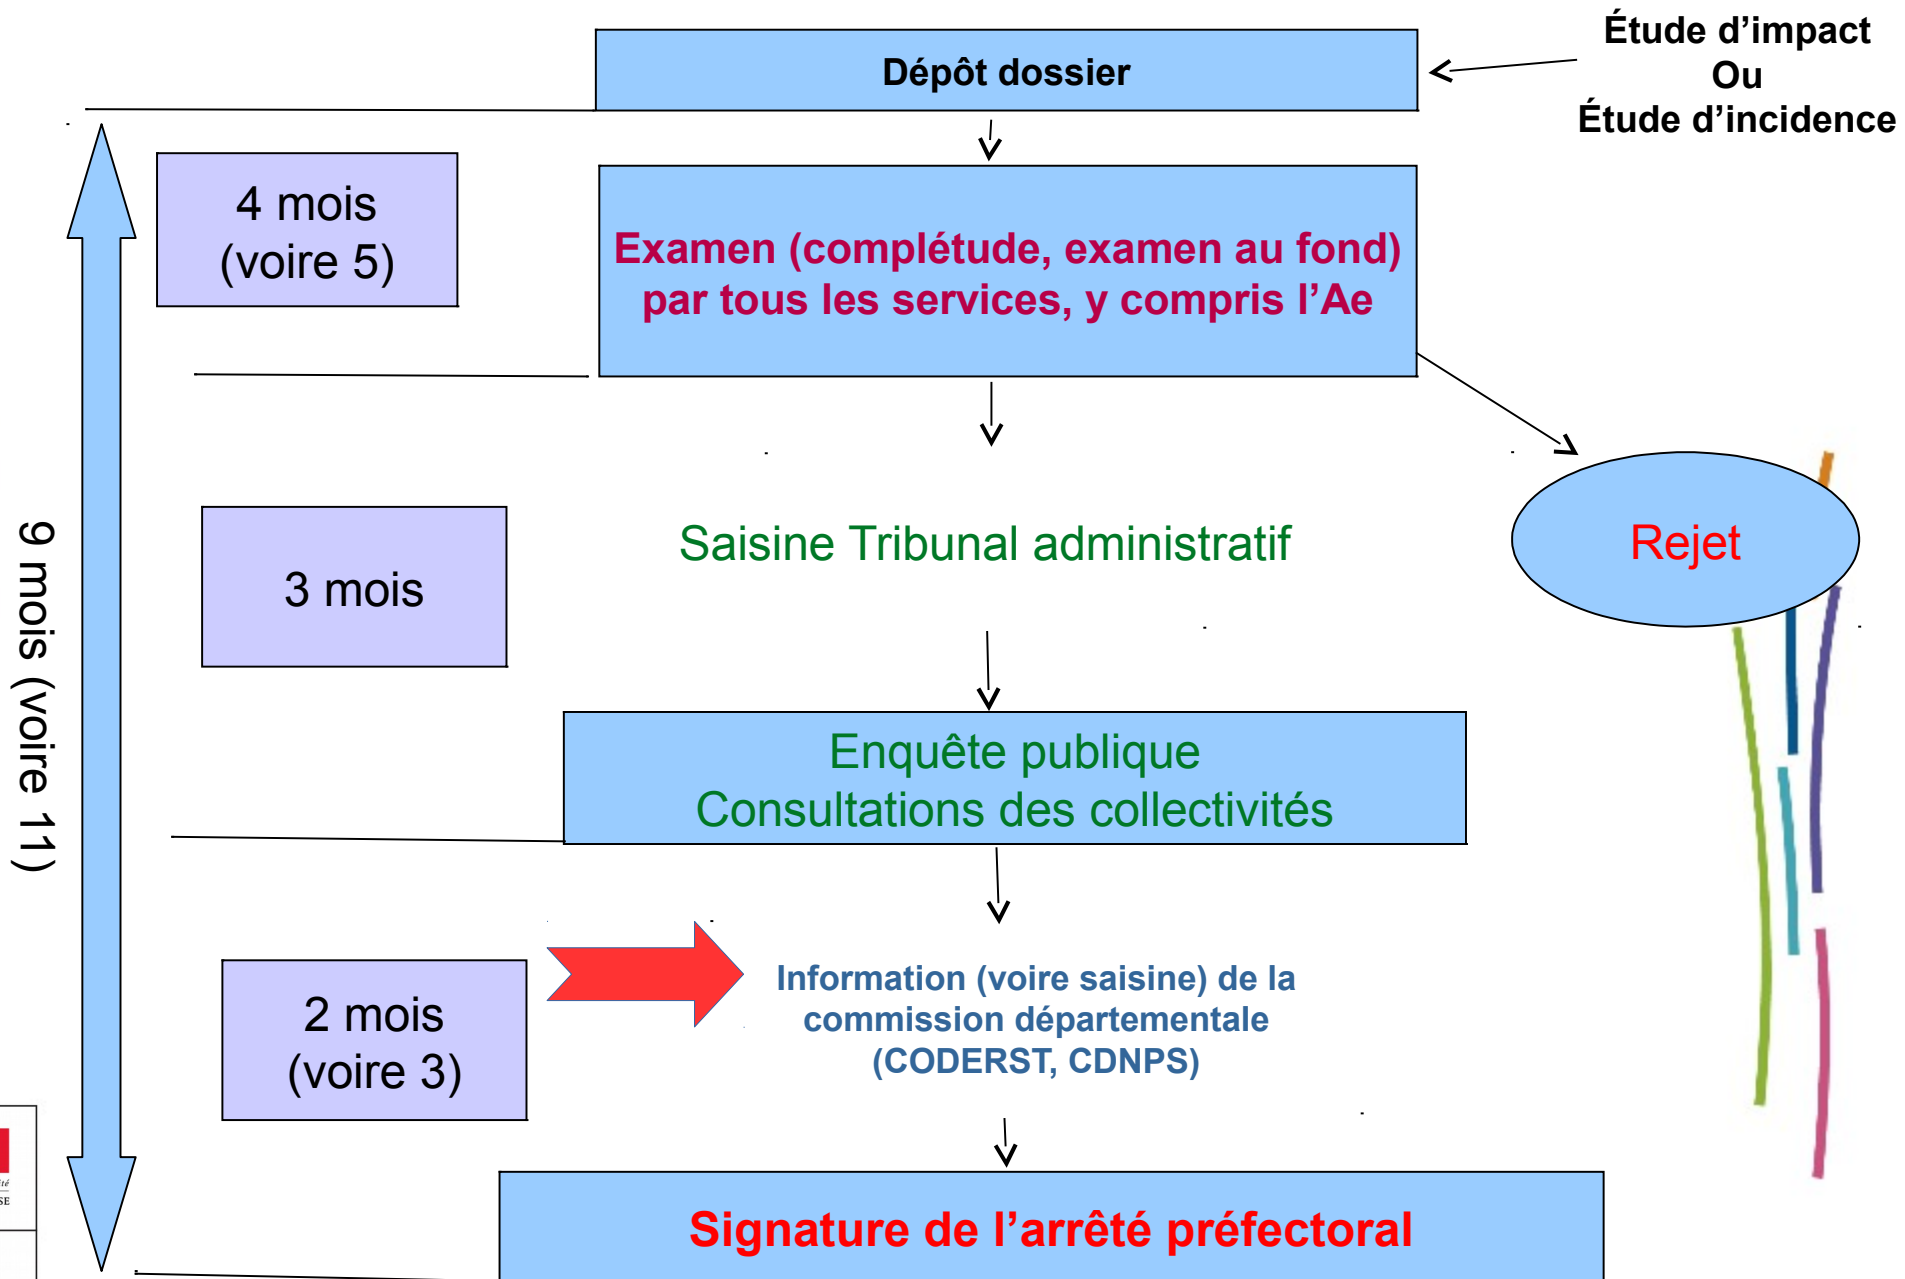 Étude d’impact
Ou
Étude d’incidence
Dépôt dossier
4 mois
(voire 5)
Examen (complétude, examen au fond)
par tous les services, y compris l’Ae
Rejet
Saisine Tribunal administratif
3 mois
9 mois (voire 11)
Enquête publique
Consultations des collectivités
2 mois
(voire 3)
Information (voire saisine) de la
commission départementale
(CODERST, CDNPS)
Signature de l’arrêté préfectoral